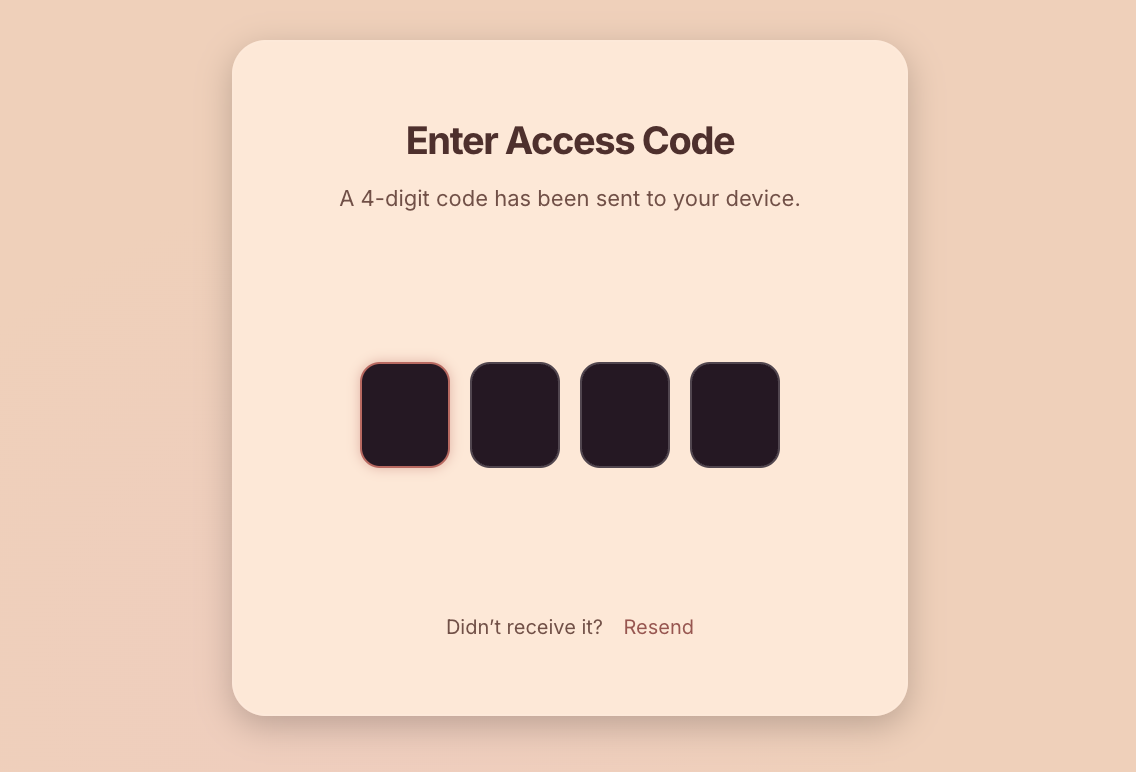 Enter Access Code
A 4-digit code has been sent to your device.
Didn’t receive it? Resend